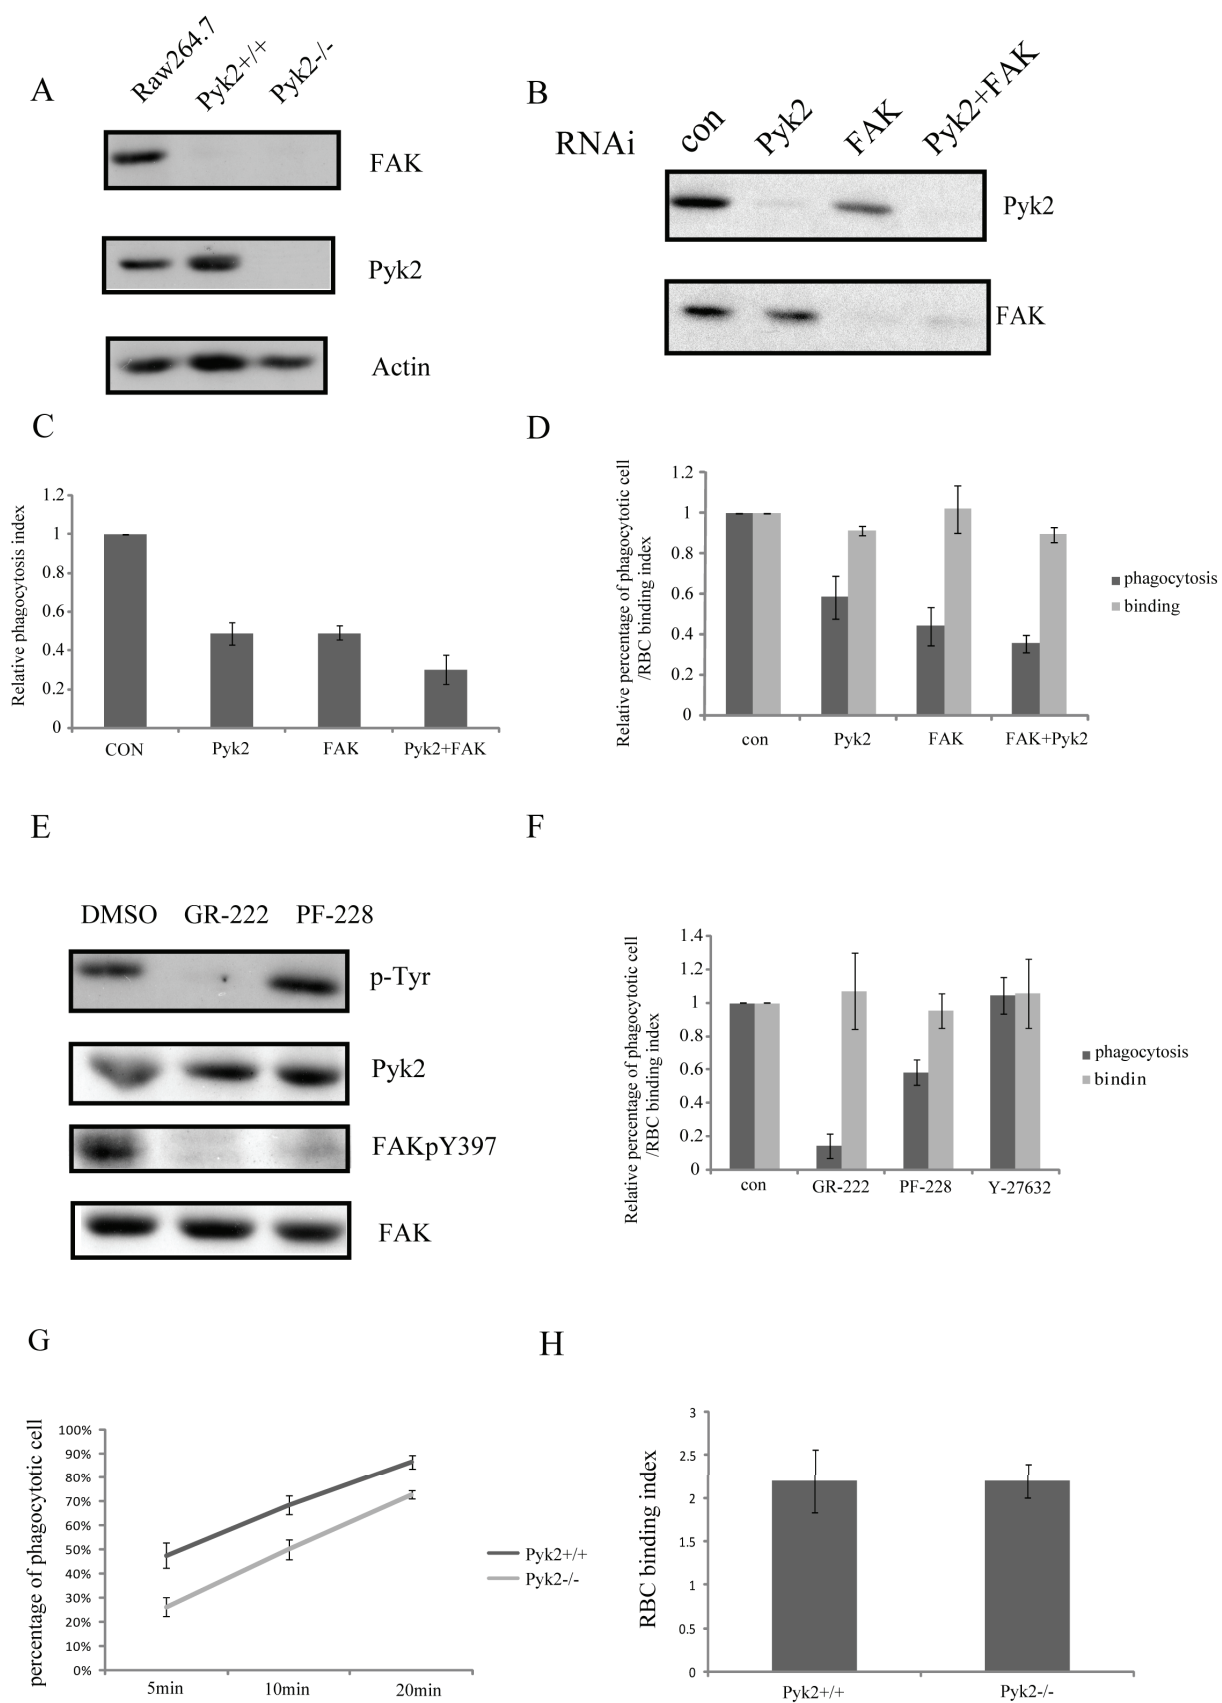 A
Raw264.7
Pyk2+/+
Pyk2-/-
FAK
Pyk2
Actin
B
RNAi
con
Pyk2
FAK
Pyk2+FAK
Pyk2
FAK
C
Relative phagocytosis index
1.2
1
0.8
0.6
0.4
0.2
0
CON
Pyk2
FAK
Pyk2+FAK
D
Relative percentage of phagocytotic cell
/RBC binding index
1.2
1
0.8
0.6
0.4
0.2
0
con
Pyk2
FAK
FAK+Pyk2
phagocytosis
binding
E
DMSO
GR-222
PF-228
p-Tyr
Pyk2
FAKpY397
FAK
F
Relative percentage of phagocytotic cell
/RBC binding index
1.4
1.2
1
0.8
0.6
0.4
0.2
0
con
GR-222
PF-228
Y-27632
phagocytosis
bindin
G
percentage of phagocytotic cell
100%
90%
80%
70%
60%
50%
40%
30%
20%
10%
0%
5min
10min
20min
Pyk2+/+
Pyk2-/-
H
RBC binding index
3
2.5
2
1.5
1
0.5
0
Pyk2+/+
Pyk2-/-